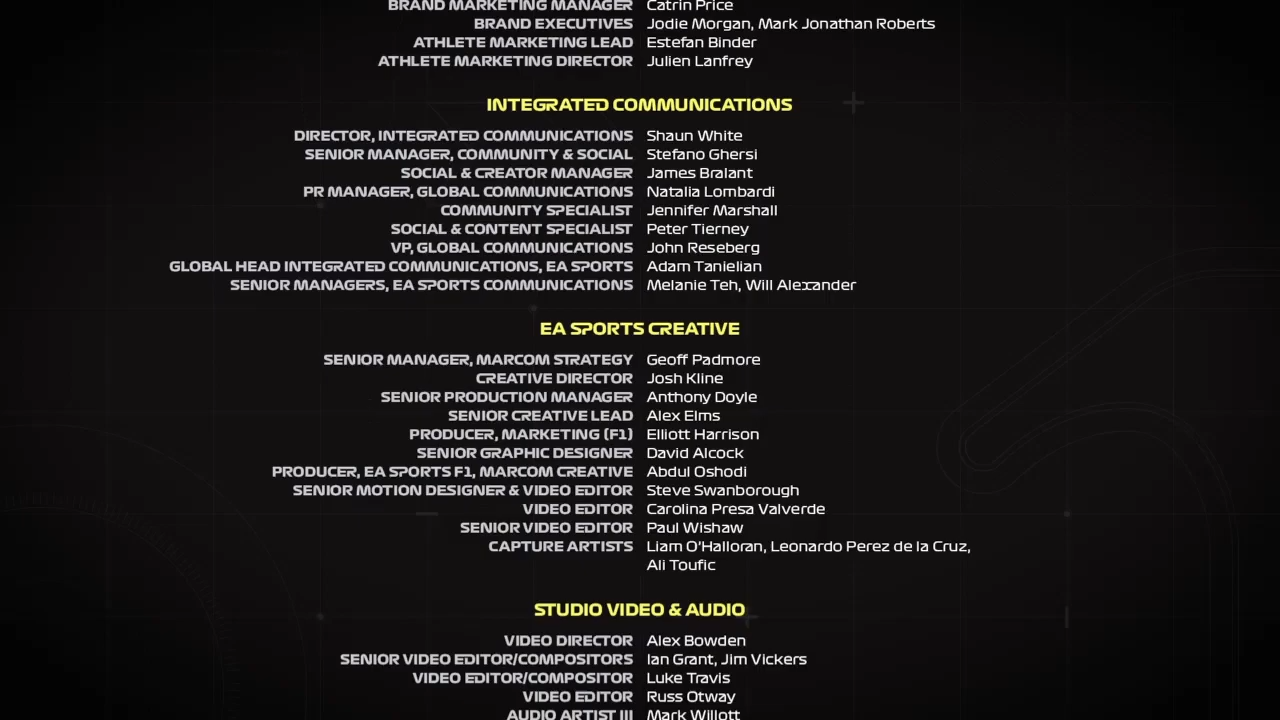 BRAND MARKETING MANAGER Catrin Price
BRAND EXECUTIVES Jodie Morgan, Mark Jonathan Roberts
ATHLETE MARKETING LEAD Estefan Binder
ATHLETE MARKETING DIRECTOR Julien Lanfrey
INTEGRATED COMMUNICATIONS
DIRECTOR, INTEGRATED COMMUNICATIONS Shaun White
SENIOR MANAGER, COMMUNITY & SOCIAL Stefano Ghersi
SOCIAL & CREATOR MANAGER James Bralant
PR MANAGER, GLOBAL COMMUNICATIONS Natalia Lombardi
COMMUNITY SPECIALIST Jennifer Marshall
SOCIAL & CONTENT SPECIALIST Peter Tierney
VP, GLOBAL COMMUNICATIONS John Reseberg
GLOBAL HEAD INTEGRATED COMMUNICATIONS, EA SPORTS Adam Tanielian
SENIOR MANAGERS, EA SPORTS COMMUNICATIONS Melanie Teh, Will Alexander
EA SPORTS CREATIVE
SENIOR MANAGER, MARCOM STRATEGY Geoff Padmore
CREATIVE DIRECTOR Josh Kline
SENIOR PRODUCTION MANAGER Anthony Doyle
SENIOR CREATIVE LEAD Alex Elms
PRODUCER, MARKETING (F1) Elliott Harrison
SENIOR GRAPHIC DESIGNER David Alcock
PRODUCER, EA SPORTS F1, MARCOM CREATIVE Abdul Oshodi
SENIOR MOTION DESIGNER & VIDEO EDITOR Steve Swanborough
VIDEO EDITOR Carolina Presa Valverde
SENIOR VIDEO EDITOR Paul Wishaw
CAPTURE ARTISTS Liam O'Halloran, Leonardo Perez de la Cruz,
Ali Toufic
STUDIO VIDEO & AUDIO
VIDEO DIRECTOR Alex Bowden
SENIOR VIDEO EDITOR/COMPOSITORS Ian Grant, Jim Vickers
VIDEO EDITOR/COMPOSITOR Luke Travis
VIDEO EDITOR Russ Otway
AUDIO ARTIST III Mark Willott